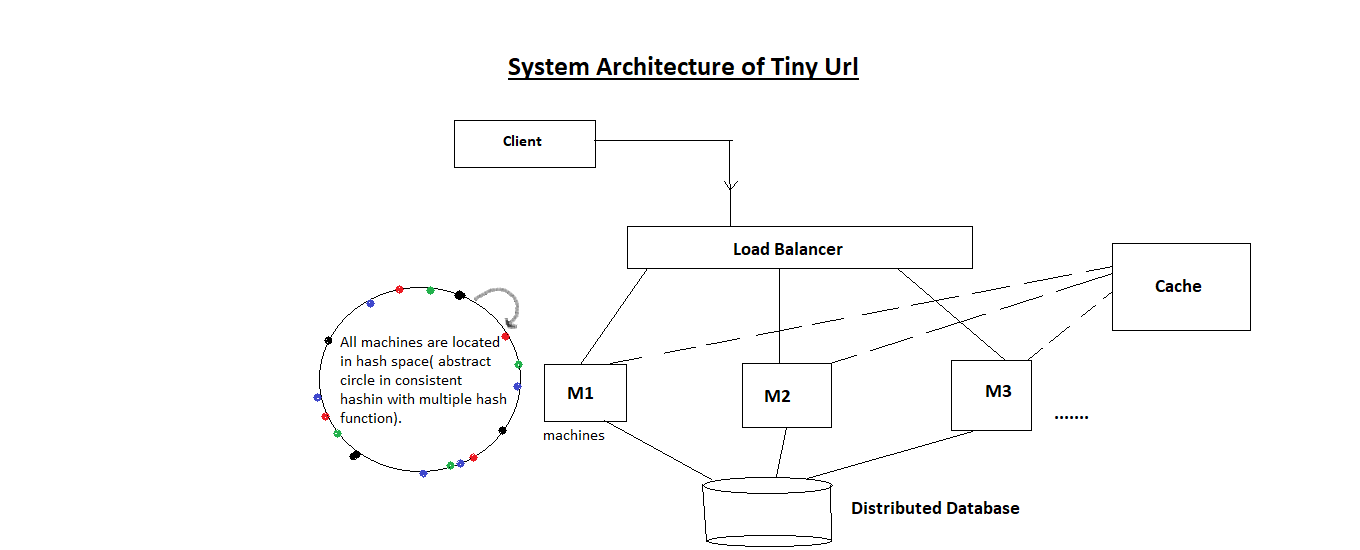 System Architecture of Tiny Url
Client
Load Balancer
Cache
All machines are located
in hash space( abstract
circle in consistent
hashin with multiple hash
function).
M1
M2
M3
.......
machines
Distributed Database